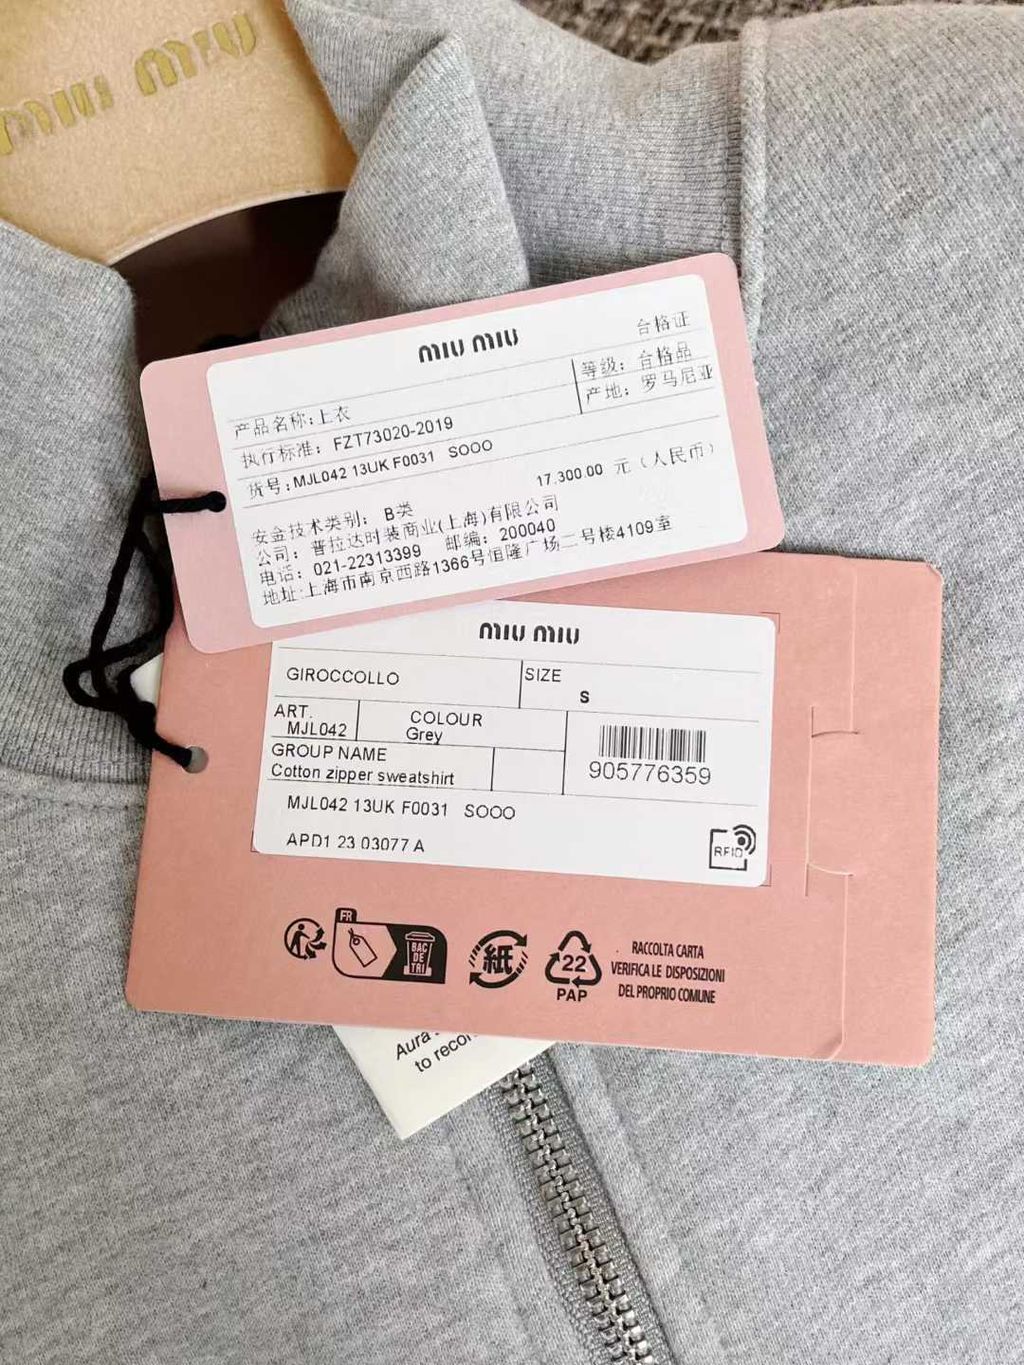 miu miu
miu miu
合格证
产品名称:上衣
等级: 合格品
执行标准: FZT73020-2019
产地: 罗马尼亚
货号:MJL042 13UK F0031 SOOO
17,300.00 元(人民币)
安全技术类别: B类
公司: 普拉达时装商业(上海)有限公司
电话: 021-22313399 邮编: 200040
地址:上海市南京西路1366号恒隆广场二号楼4109室
miu miu
GIROCCOLLO
SIZE
S
ART.
MJL042
COLOUR
Grey
GROUP NAME
Cotton zipper sweatshirt
905776359
MJL042 13UK F0031 SOOO
APD1 23 03077 A
RFID
FR
BAC
DE
TRI
紙
22
PAP
RACCOLTA CARTA
VERIFICA LE DISPOSIZIONI
DEL PROPRIO COMUNE
Aura
to recor